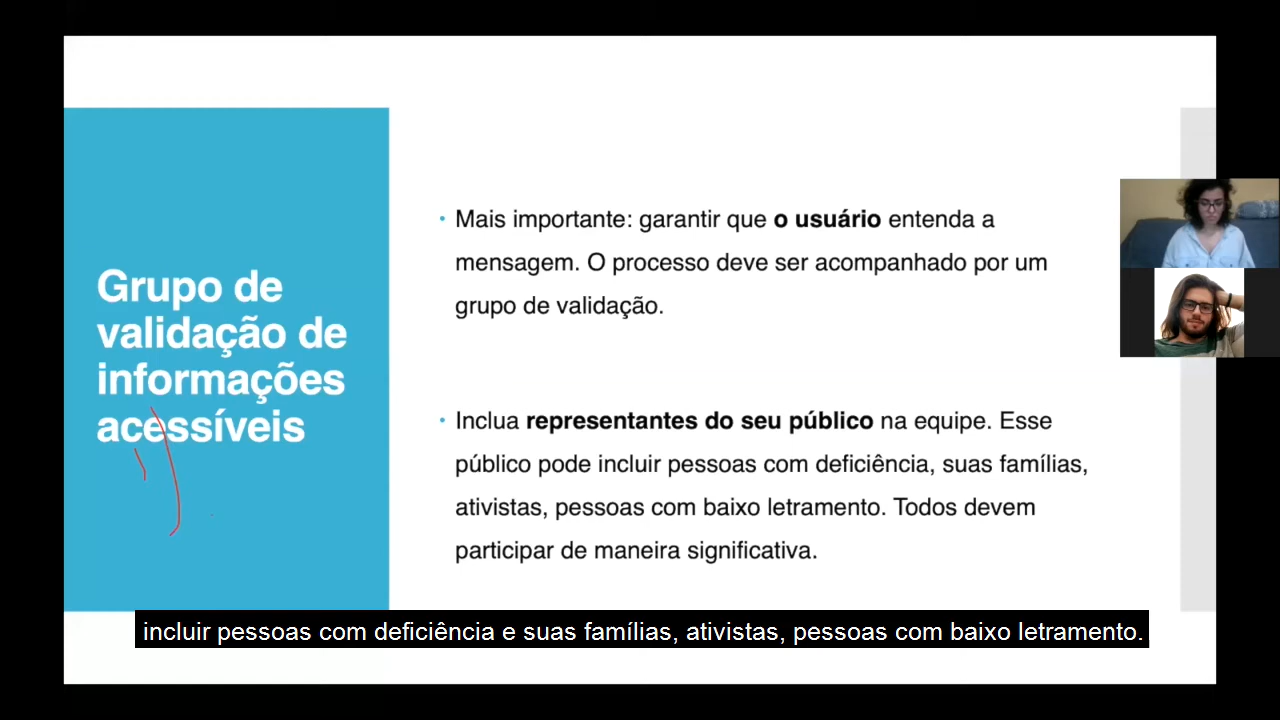 Grupo de
validação de
informações
acessíveis
• Mais importante: garantir que o usuário entenda a
mensagem. O processo deve ser acompanhado por um
grupo de validação.
• Inclua representantes do seu público na equipe. Esse
público pode incluir pessoas com deficiência, suas famílias,
ativistas, pessoas com baixo letramento. Todos devem
participar de maneira significativa.
incluir pessoas com deficiência e suas famílias, ativistas, pessoas com baixo letramento.